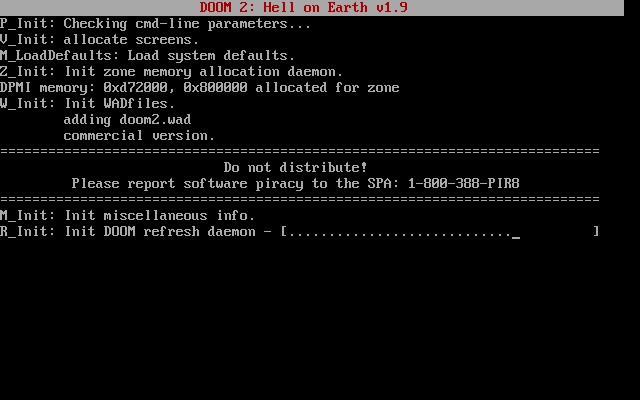 DOOM 2: Hell on Earth v1.9
P_Init: Checking cmd-line parameters...
V_Init: allocate screens.
M_LoadDefaults: Load system defaults.
Z_Init: Init zone memory allocation daemon.
DPMI memory: 0xd72000, 0x800000 allocated for zone
W_Init: Init WADfiles.
adding doom2.wad
commercial version.
===========================================================================
Do not distribute!
Please report software piracy to the SPA: 1-800-388-PIR8
===========================================================================
M_Init: Init miscellaneous info.
R_Init: Init DOOM refresh daemon - [............................_         ]